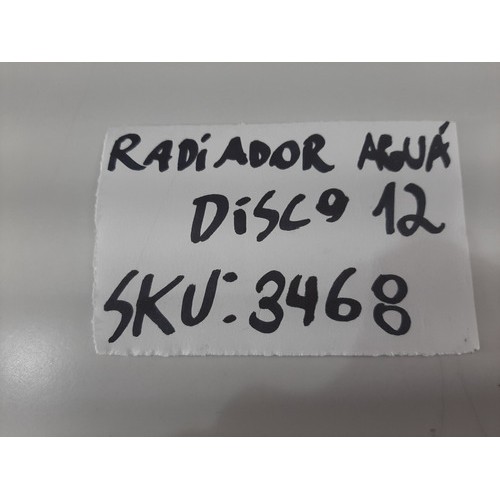 RADiADOR AGUÁ
DiSCO 12
SKU: 3468